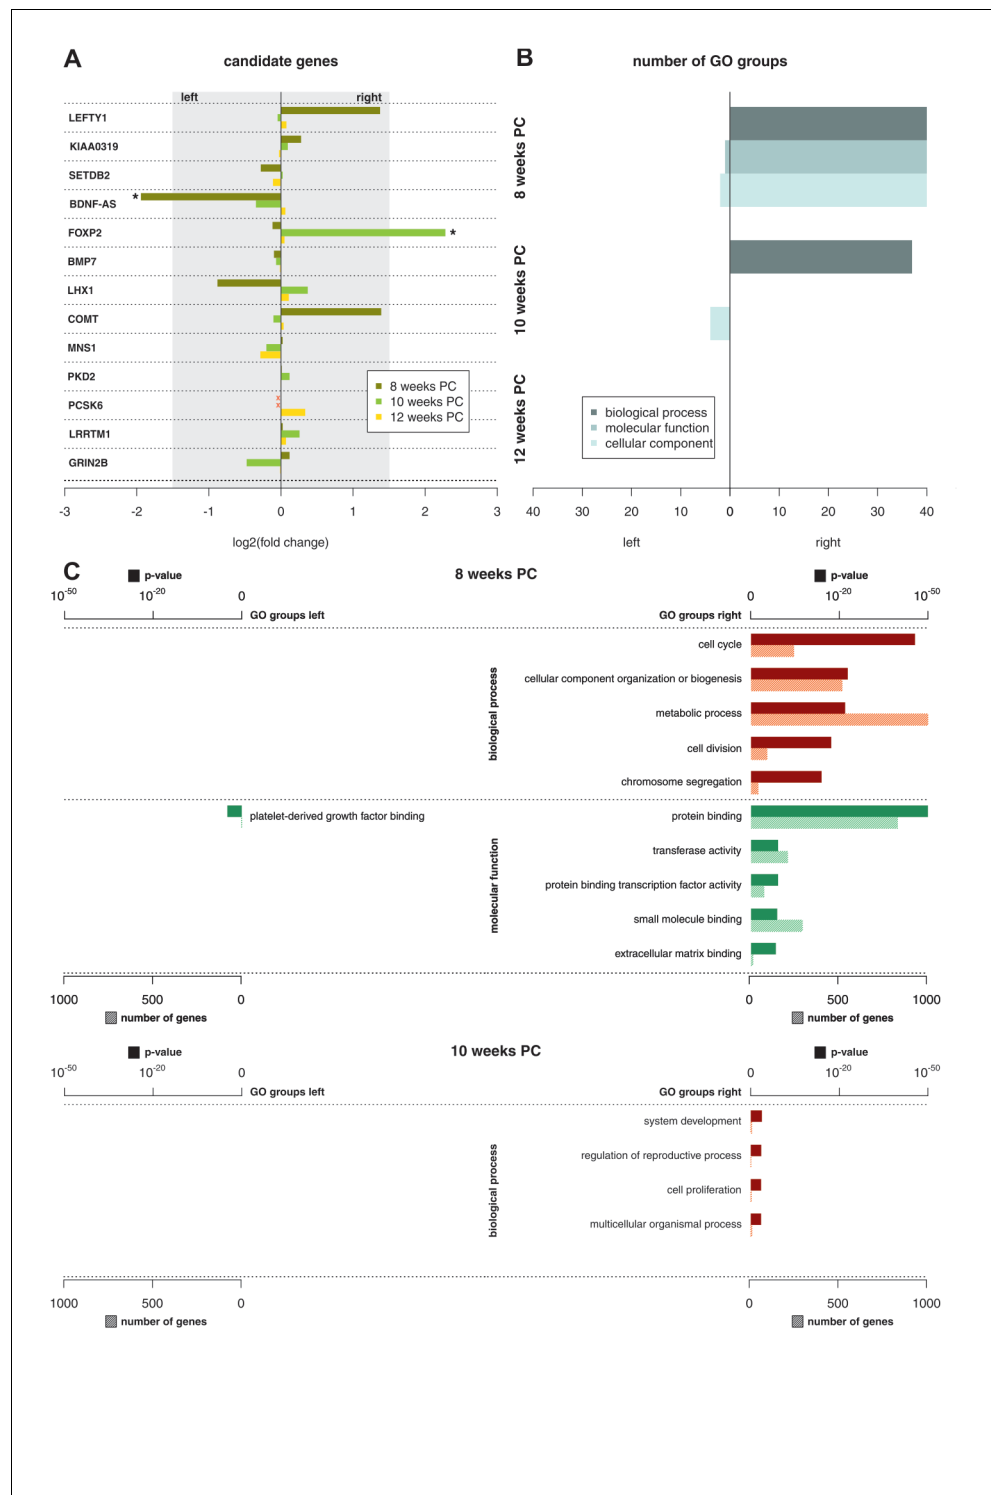 A
candidate genes
left
right
LEFTY1
KIAA0319
SETDB2
BDNF-AS
*
FOXP2
*
BMP7
LHX1
COMT
MNS1
PKD2
PCSK6
x
x
LRRTM1
GRIN2B
8 weeks PC
10 weeks PC
12 weeks PC
-3 -2 -1 0 1 2 3
log2(fold change)
B
number of GO groups
8 weeks PC
10 weeks PC
12 weeks PC
biological process
molecular function
cellular component
40 30 20 10 0 0 10 20 30 40
left
right
C
8 weeks PC
p-value
10^-50 10^-20 0
GO groups left
p-value
0 10^-20 10^-50
GO groups right
biological process
cell cycle
cellular component organization or biogenesis
metabolic process
cell division
chromosome segregation
platelet-derived growth factor binding
molecular function
protein binding
transferase activity
protein binding transcription factor activity
small molecule binding
extracellular matrix binding
1000 500 0
number of genes
0 500 1000
number of genes
10 weeks PC
p-value
10^-50 10^-20 0
GO groups left
p-value
0 10^-20 10^-50
GO groups right
biological process
system development
regulation of reproductive process
cell proliferation
multicellular organismal process
1000 500 0
number of genes
0 500 1000
number of genes